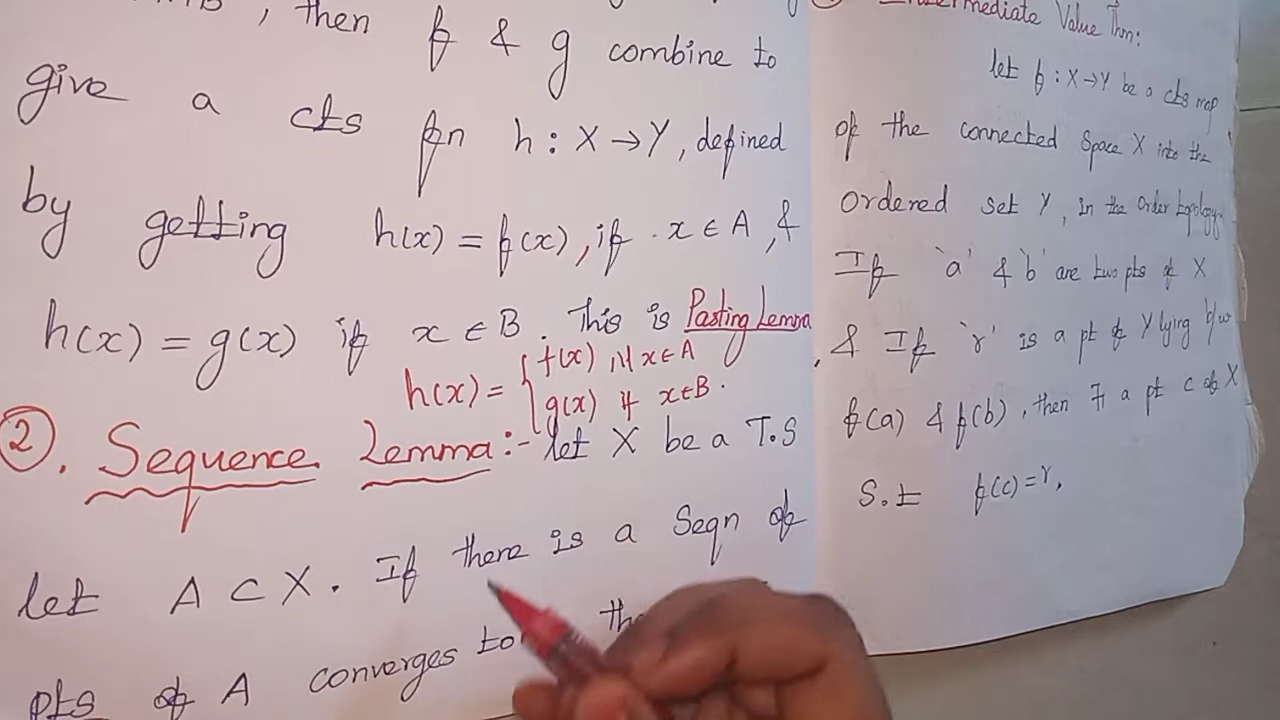 , then f & g combine to
give a cts fn h : X → Y, defined
by getting h(x) = f(x), if x ∈ A, &
h(x) = g(x) if x ∈ B. This is Pasting Lemma
h(x) = { f(x) if x ∈ A
g(x) if x ∈ B.
②. Sequence Lemma :- let X be a T.S
let A ⊂ X. If there is a Seqn of
pts of A converges to
Intermediate Value Thm:
let f : X → Y be a cts map
of the connected Space X into the
ordered set Y, in the order topology.
If 'a' & 'b' are two pts of X
, & If 'r' is a pt of Y lying b/w
f(a) & f(b), then ∃ a pt c of X
S.t f(c) = r.